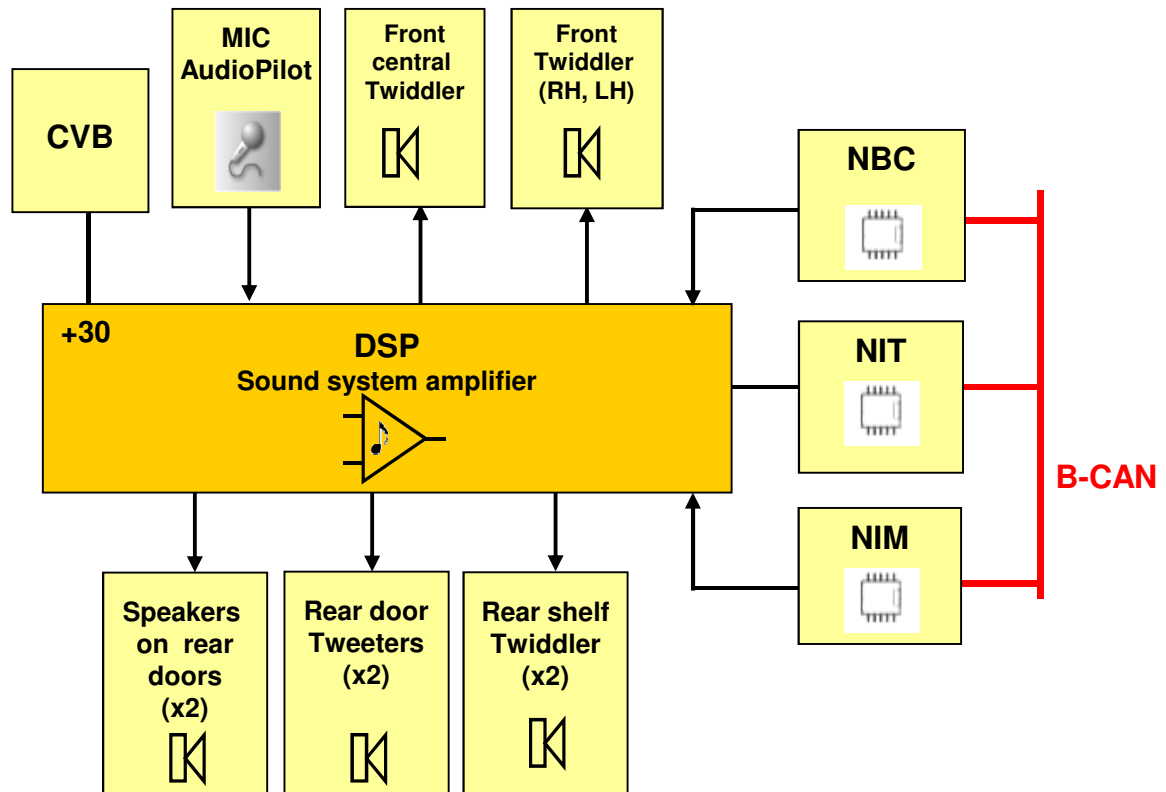 CVB
MIC
AudioPilot
Front
central
Twiddler
Front
Twiddler
(RH, LH)
NBC
+30
DSP
Sound system amplifier
NIT
B-CAN
NIM
Speakers
on rear
doors
(x2)
Rear door
Tweeters
(x2)
Rear shelf
Twiddler
(x2)